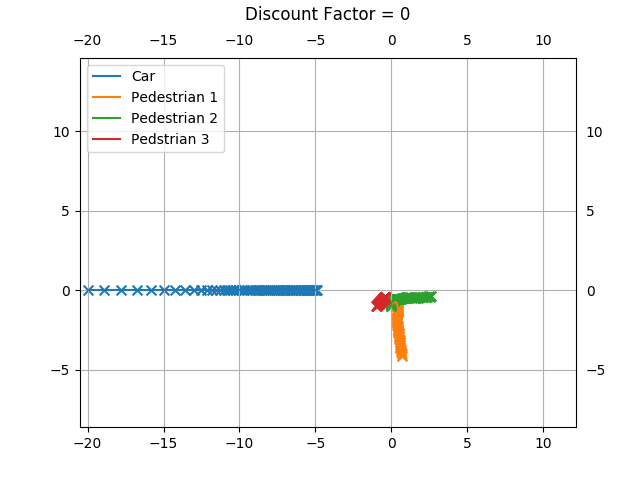 Discount Factor = 0
−20 −15 −10 −5 0 5 10
Car
Pedestrian 1
Pedestrian 2
Pedstrian 3
10 10
5 5
0 0
−5 −5
−20 −15 −10 −5 0 5 10